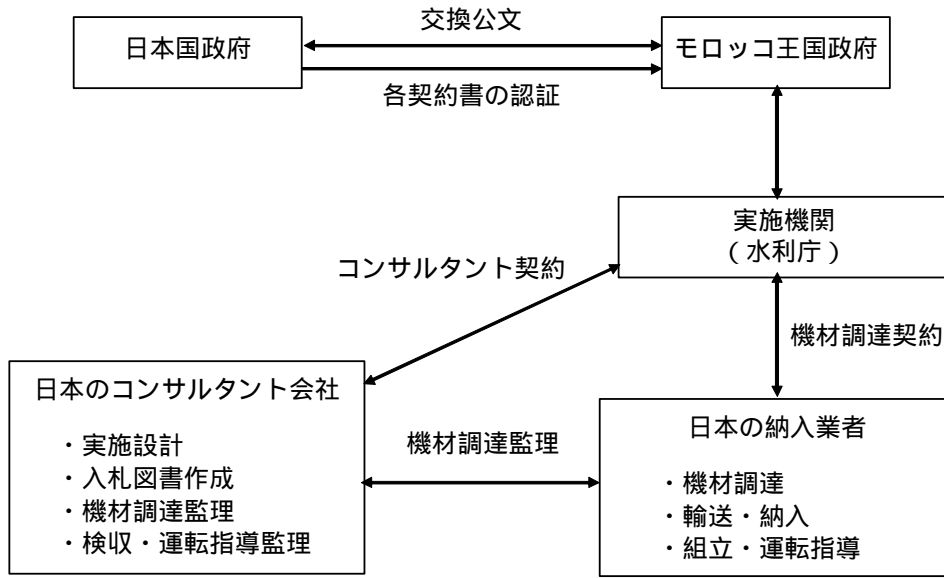 交換公文
日本国政府
モロッコ王国政府
各契約書の認証
実施機関
（水利庁）
コンサルタント契約
機材調達契約
日本のコンサルタント会社
・実施設計
・入札図書作成
・機材調達監理
・検収・運転指導監理
機材調達監理
日本の納入業者
・機材調達
・輸送・納入
・組立・運転指導